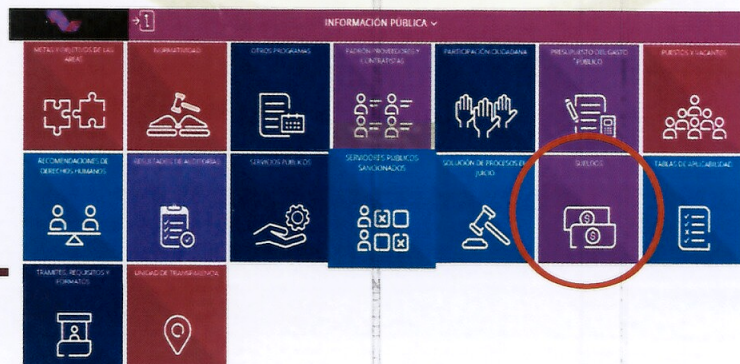 INFORMACIÓN PÚBLICA
METAS Y OBJETIVOS DE LAS
ÁREAS
NORMATIVIDAD
OTROS PROGRAMAS
PADRÓN PROVEEDORES Y
CONTRATISTAS
PARTICIPACIÓN CIUDADANA
PRESUPUESTO DEL GASTO
PÚBLICO
PUESTOS Y VACANTES
RECOMENDACIONES DE
DERECHOS HUMANOS
RESULTADOS DE AUDITORÍAS
SERVICIOS PÚBLICOS
SERVIDORES PÚBLICOS
SANCIONADOS
SOLUCIÓN DE PROCESOS EN
JUICIO
SUELDOS
TABLAS DE APLICABILIDAD
TRÁMITES, REQUISITOS Y
FORMATOS
UNIDAD DE TRANSPARENCIA